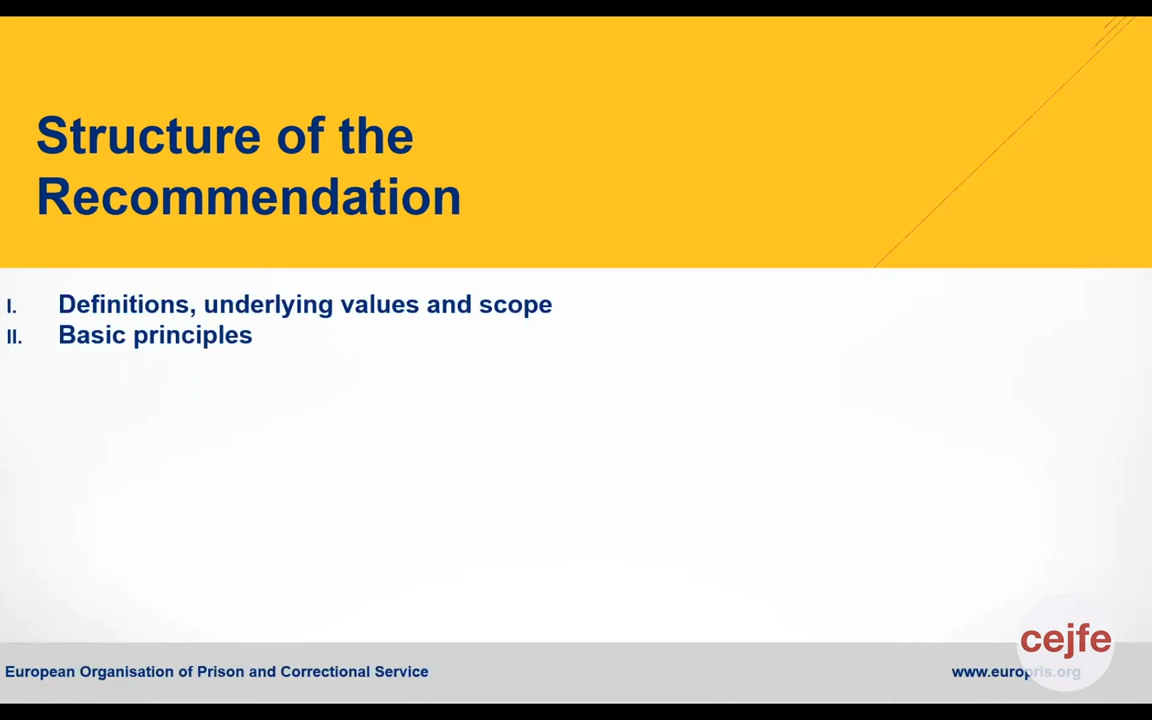 Structure of the
Recommendation
I. Definitions, underlying values and scope
II. Basic principles
European Organisation of Prison and Correctional Service
www.europris.org
cejfe